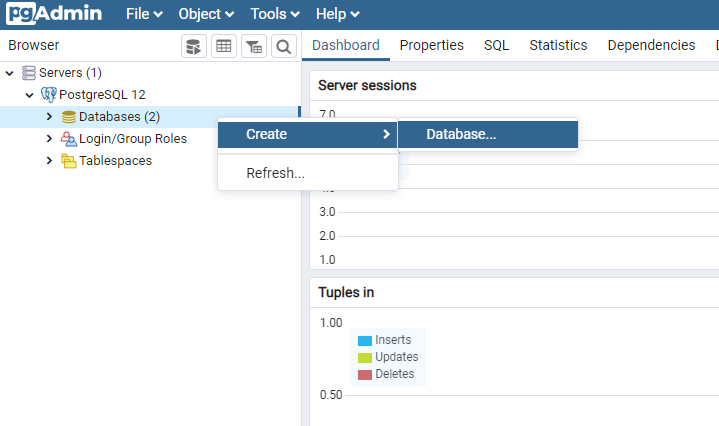 pgAdmin File Object Tools Help
Browser
Dashboard Properties SQL Statistics Dependencies
Servers (1)
PostgreSQL 12
Databases (2)
Login/Group Roles
Tablespaces
Create
Database...
Refresh...
Server sessions
7.0
3.0
2.0
1.0
Tuples in
1.00
Inserts
Updates
Deletes
0.50